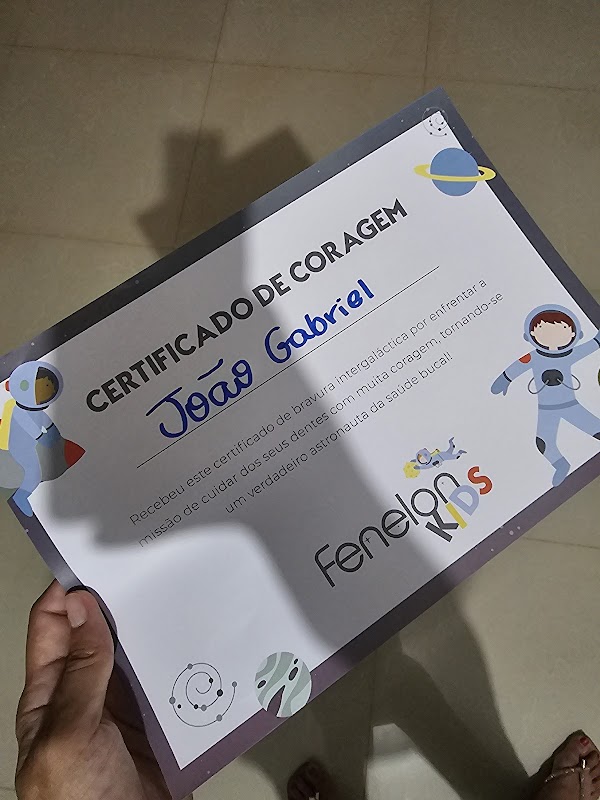 CERTIFICADO DE CORAGEM
João Gabriel
Recebeu este certificado de bravura intergaláctica por enfrentar a
missão de cuidar dos seus dentes com muita coragem, tornando-se
um verdadeiro astronauta da saúde bucal!
Fenelon
KIDS